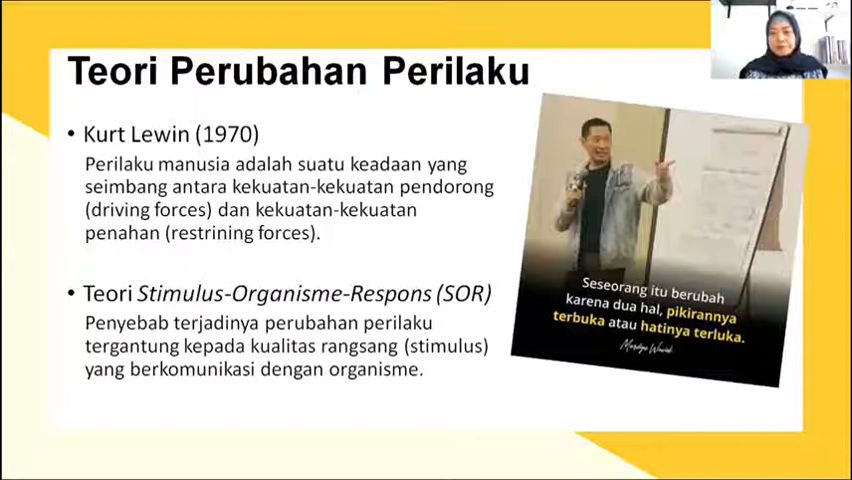 Teori Perubahan Perilaku
• Kurt Lewin (1970)
Perilaku manusia adalah suatu keadaan yang
seimbang antara kekuatan-kekuatan pendorong
(driving forces) dan kekuatan-kekuatan
penahan (restrining forces).
• Teori Stimulus-Organisme-Respons (SOR)
Penyebab terjadinya perubahan perilaku
tergantung kepada kualitas rangsang (stimulus)
yang berkomunikasi dengan organisme.
Seseorang itu berubah
karena dua hal, pikirannya
terbuka atau hatinya terluka.